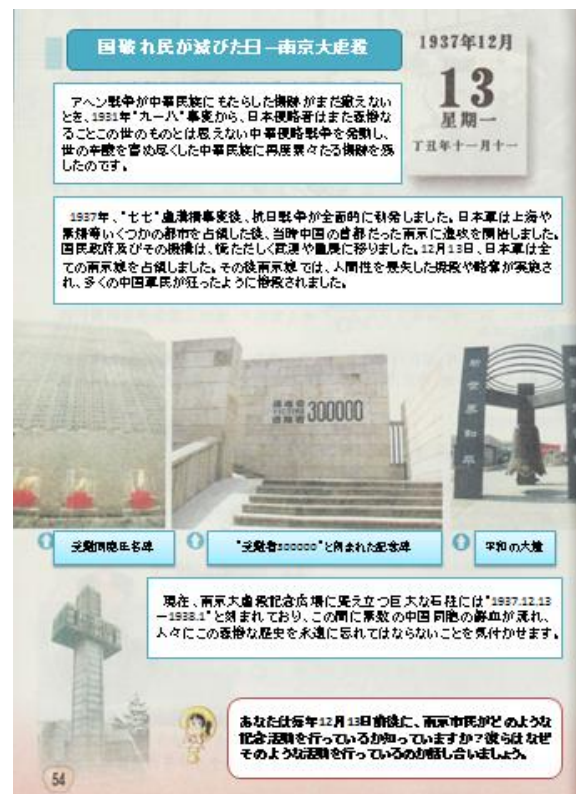 国破れ民が滅びた日—南京大虐殺
1937年12月
13
星期一
丁丑年十一月十一
アヘン戦争が中華民族にもたらした傷跡がまだ癒えない
とき、1931年"九一八"事変から、日本侵略者はまた悲惨な
ることこの世のものとは思えない中華侵略戦争を発動し、
世の辛酸を嘗め尽くした中華民族に再度累々たる傷跡を残
したのです。
1937年、"七七"盧溝橋事変後、抗日戦争が全面的に勃発しました。日本軍は上海や
蘇州等いくつかの都市を占領した後、当時中国の首都だった南京に進攻を開始しました。
国民政府及びその機構は、慌ただしく武漢や重慶に移りました。12月13日、日本軍は全
ての南京城を占領しました。その後南京城では、人間性を喪失した焼殺や略奪が実施さ
れ、多くの中国軍民が狂ったように惨殺されました。
遇难者
VICTIMS
遭難者
300000
祈世界和平
受難同胞氏名碑
"受難者300000"と刻まれた記念碑
平和の大鐘
現在、南京大虐殺記念広場に聳え立つ巨大な石柱には"1937.12.13
—1938.1"と刻まれており、この間に無数の中国同胞の鮮血が流れ、
人々にこの悲惨な歴史を永遠に忘れてはならないことを気付かせます。
あなたは毎年12月13日前後に、南京市民がどのような
記念活動を行っているか知っていますか？彼らはなぜ
そのような活動を行っているのか話し合いましょう。
54